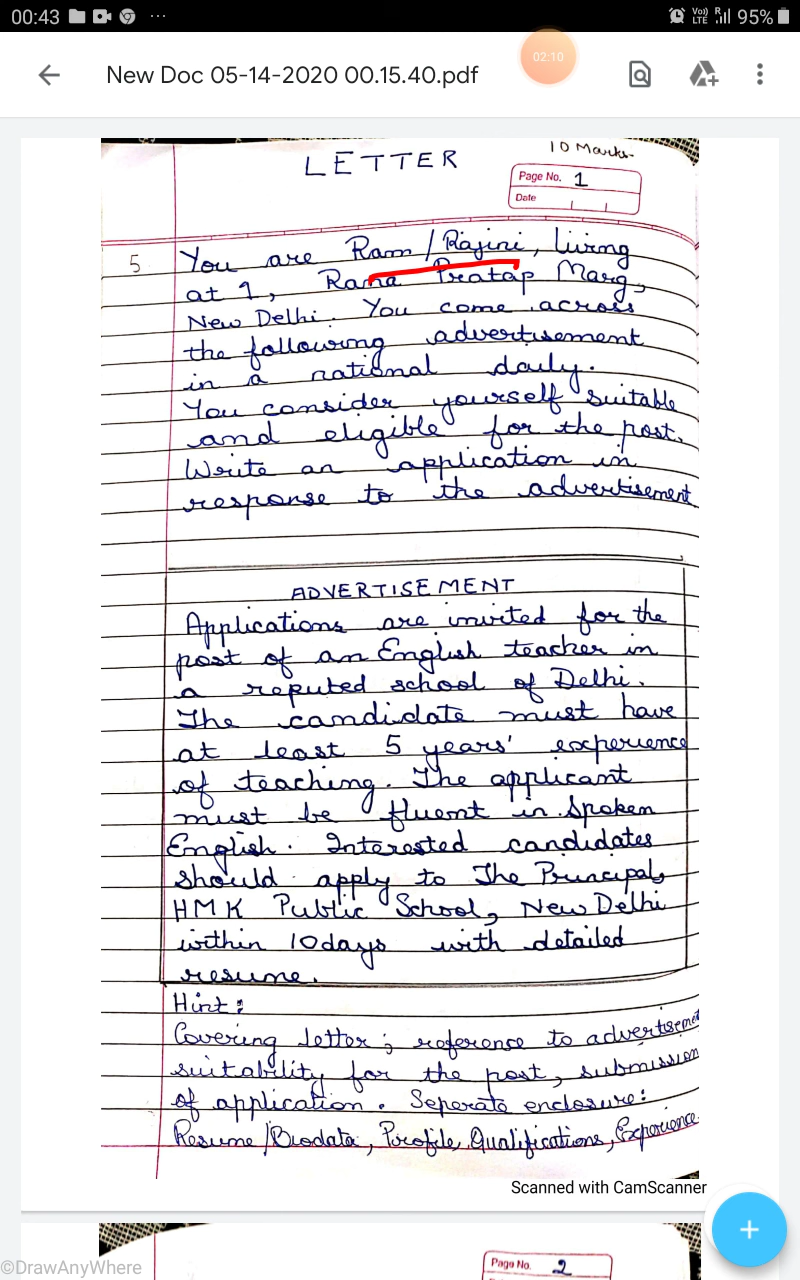 00:43 ... Vo) LTE R 95%
02:10
New Doc 05-14-2020 00.15.40.pdf
LETTER
10 Marks
Page No. 1
Date
5
You are Ram / Rajini, living
at 1, Rana Pratap Marg,
New Delhi. You come across
the following advertisement
in a national daily.
You consider yourself suitable
and eligible for the post.
Write an application in
response to the advertisement
ADVERTISEMENT
Applications are invited for the
post of an English teacher in
a reputed school of Delhi.
The candidate must have
at least 5 years' experience
of teaching. The applicant
must be fluent in Spoken
English. Interested candidates
should apply to The Principal,
HMK Public School, New Delhi
within 10 days with detailed
resume.
Hint:
Covering letter; reference to advertisement
suitability for the post, submission
of application. Seperate enclosure:
Resume / Biodata, Profile, Qualifications, Experience
Scanned with CamScanner
+
©DrawAnyWhere
Page No. 2